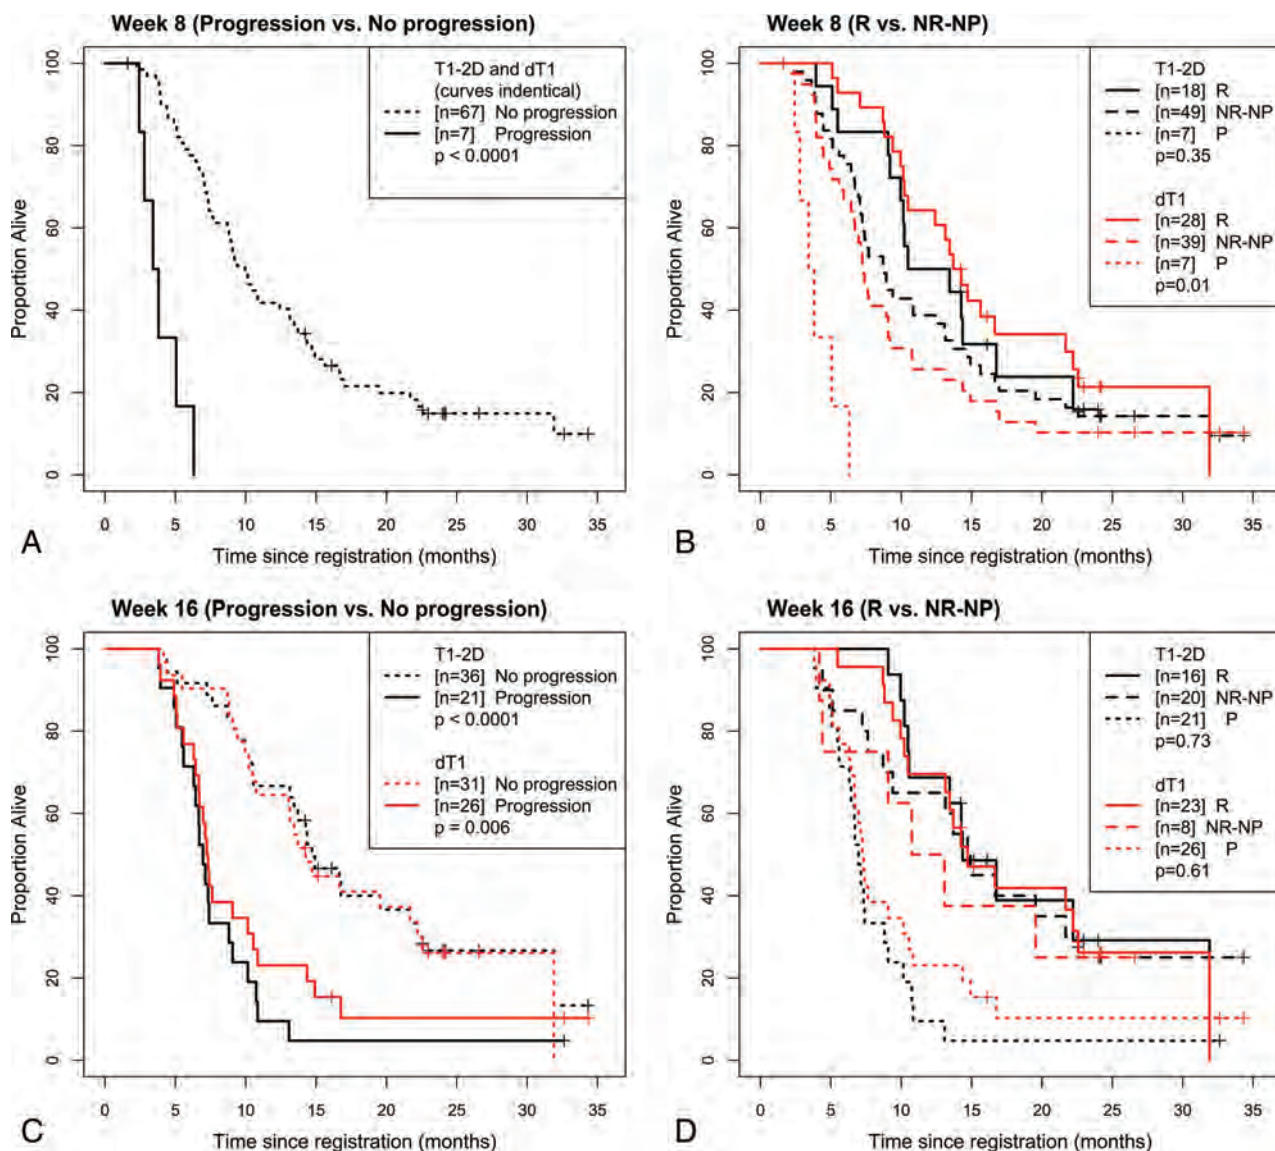 Week 8 (Progression vs. No progression)
T1-2D and dT1
(curves indentical)
[n=67] No progression
[n=7] Progression
p < 0.0001
Proportion Alive
100
80
60
40
20
0
0 5 10 15 20 25 30 35
Time since registration (months)
A
Week 8 (R vs. NR-NP)
T1-2D
[n=18] R
[n=49] NR-NP
[n=7] P
p=0.35
dT1
[n=28] R
[n=39] NR-NP
[n=7] P
p=0.01
Proportion Alive
100
80
60
40
20
0
0 5 10 15 20 25 30 35
Time since registration (months)
B
Week 16 (Progression vs. No progression)
T1-2D
[n=36] No progression
[n=21] Progression
p < 0.0001
dT1
[n=31] No progression
[n=26] Progression
p = 0.006
Proportion Alive
100
80
60
40
20
0
0 5 10 15 20 25 30 35
Time since registration (months)
C
Week 16 (R vs. NR-NP)
T1-2D
[n=16] R
[n=20] NR-NP
[n=21] P
p=0.73
dT1
[n=23] R
[n=8] NR-NP
[n=26] P
p=0.61
Proportion Alive
100
80
60
40
20
0
0 5 10 15 20 25 30 35
Time since registration (months)
D